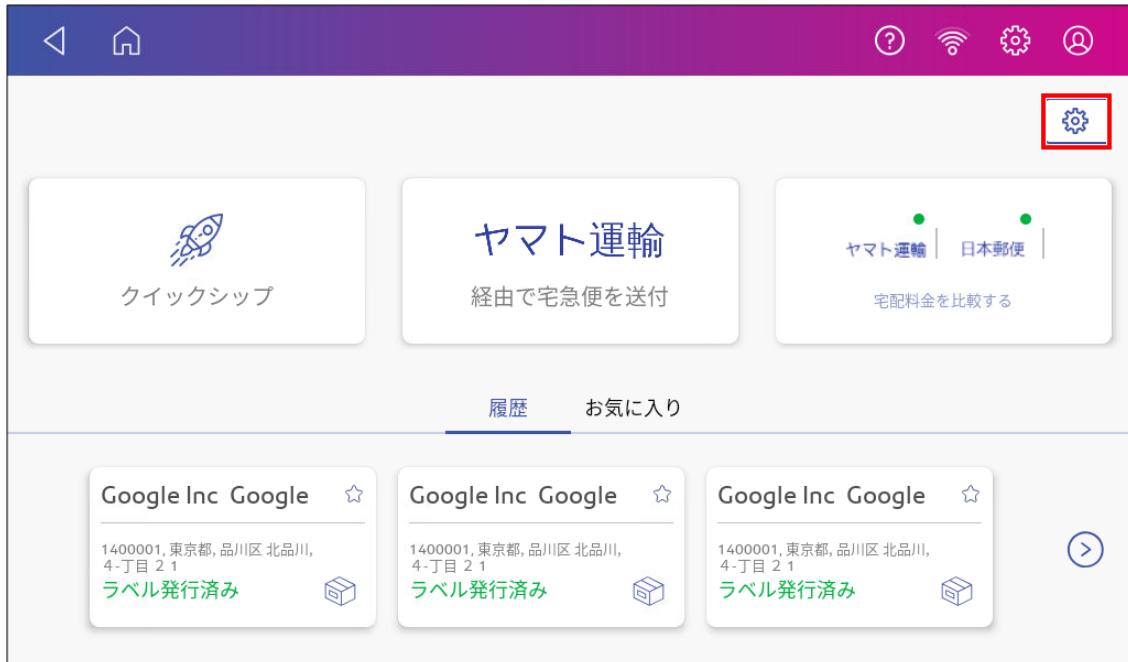 ヤマト運輸
ヤマト運輸 日本郵便
クイックシップ
経由で宅急便を送付
宅配料金を比較する
履歴 お気に入り
Google Inc Google
1400001, 東京都, 品川区 北品川,
4-丁目 2 1
ラベル発行済み
Google Inc Google
1400001, 東京都, 品川区 北品川,
4-丁目 2 1
ラベル発行済み
Google Inc Google
1400001, 東京都, 品川区 北品川,
4-丁目 2 1
ラベル発行済み